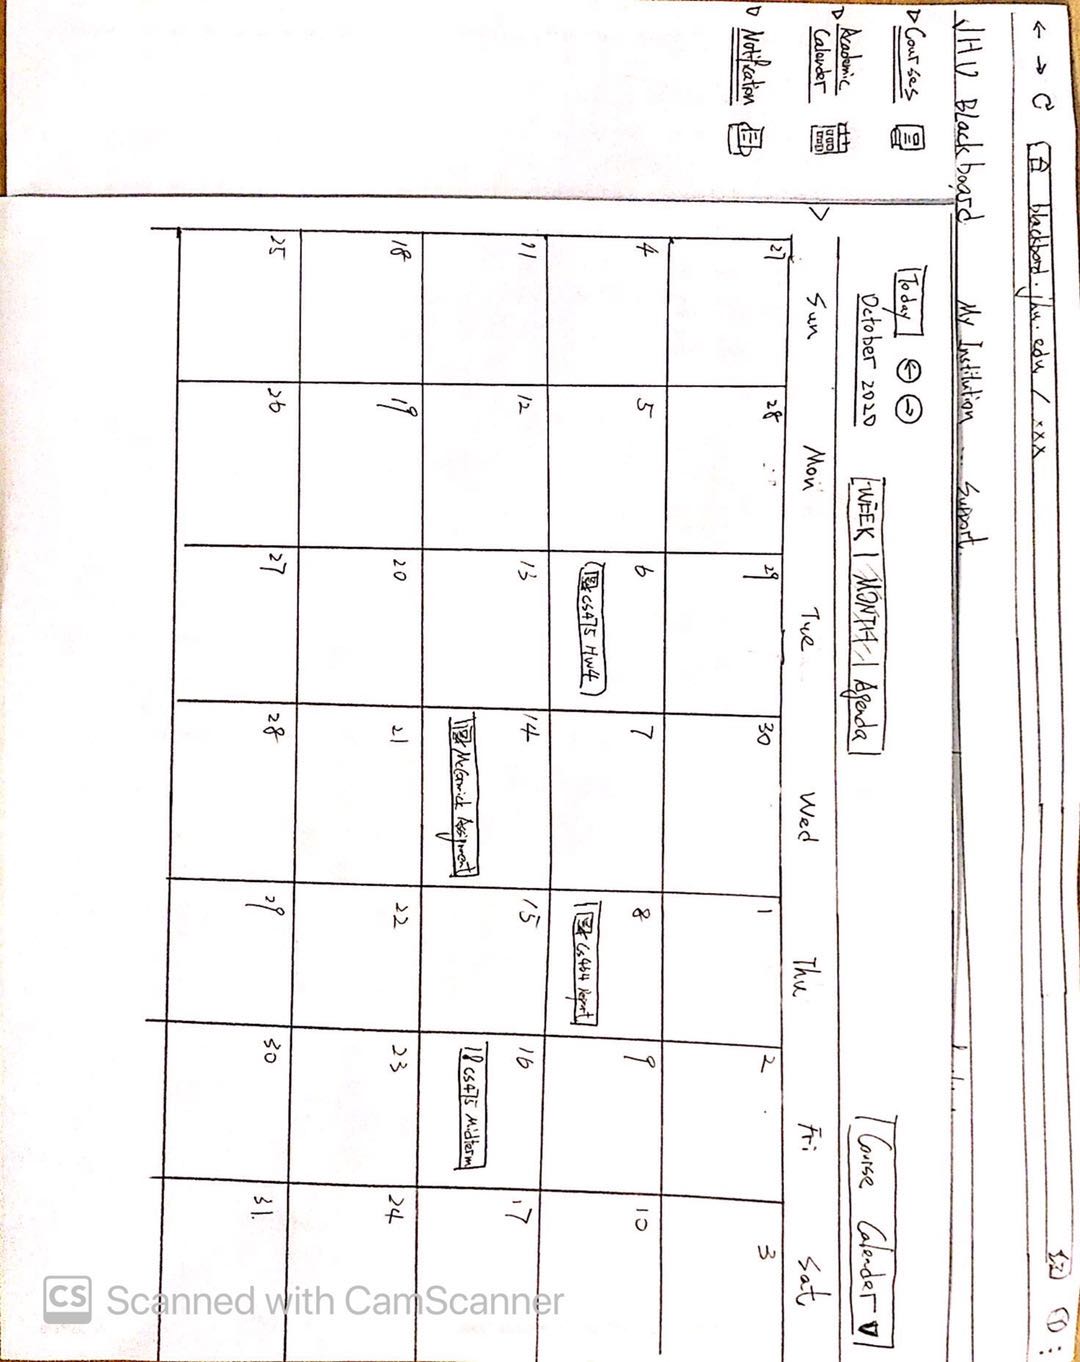 blackbord.jhu.edu / xxx
JHU Blackboard My Institution ... Support
Courses
Academic
Calender
Notification
Today
October 2020
WEEK | MONTH | Agenda
Course Calender
Sun Mon Tue Wed Thu Fri Sat
27 28 29 30 1 2 3
4 5 6 7 8 9 10
CS475 HW4
CS464 Report
11 12 13 14 15 16 17
McCormick Assignment
CS475 Midterm
18 19 20 21 22 23 24
25 26 27 28 29 30 31.
CS Scanned with CamScanner